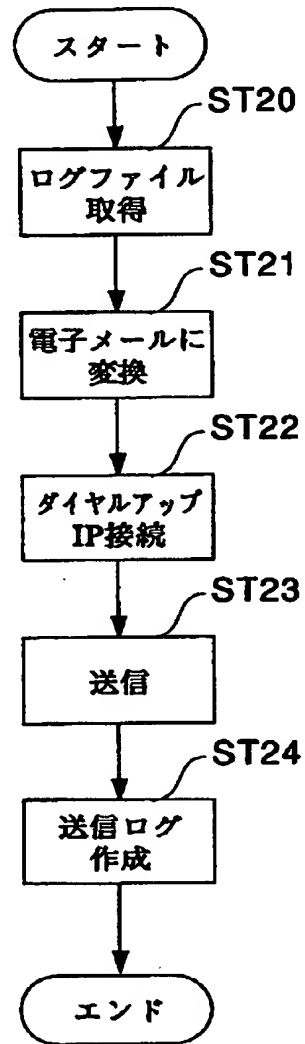 スタート
ST20
ログファイル
取得
ST21
電子メールに
変換
ST22
ダイヤルアップ
IP接続
ST23
送信
ST24
送信ログ
作成
エンド